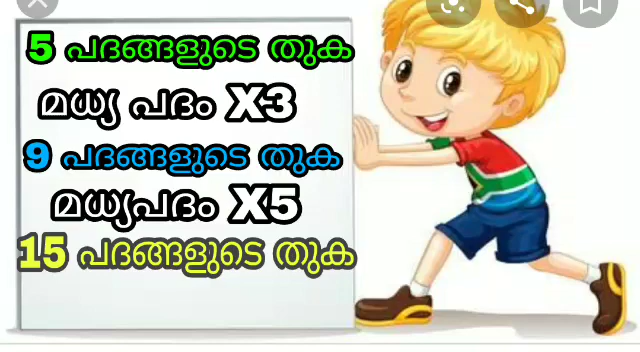 5 പദങ്ങളുടെ തുക
മധ്യ പദം X3
9 പദങ്ങളുടെ തുക
മധ്യപദം X5
15 പദങ്ങളുടെ തുക